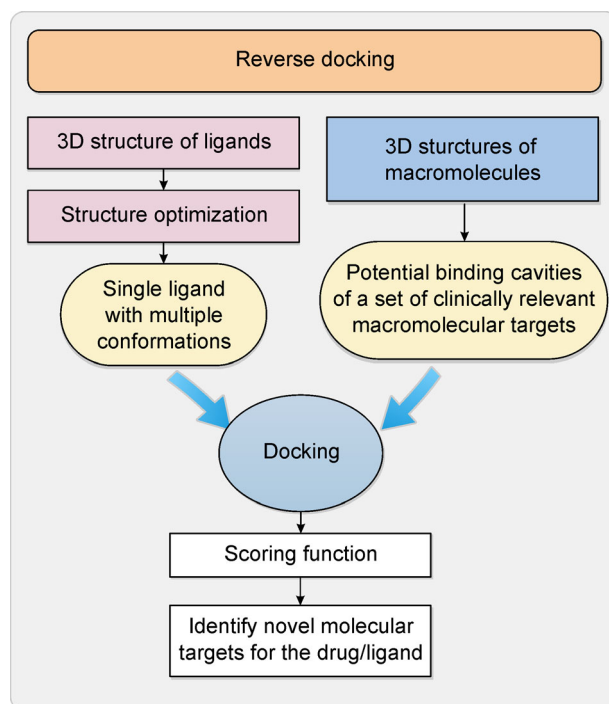 Reverse docking
3D structure of ligands
Structure optimization
Single ligand
with multiple
conformations
3D sturctures of
macromolecules
Potential binding cavities
of a set of clinically relevant
macromolecular targets
Docking
Scoring function
Identify novel molecular
targets for the drug/ligand